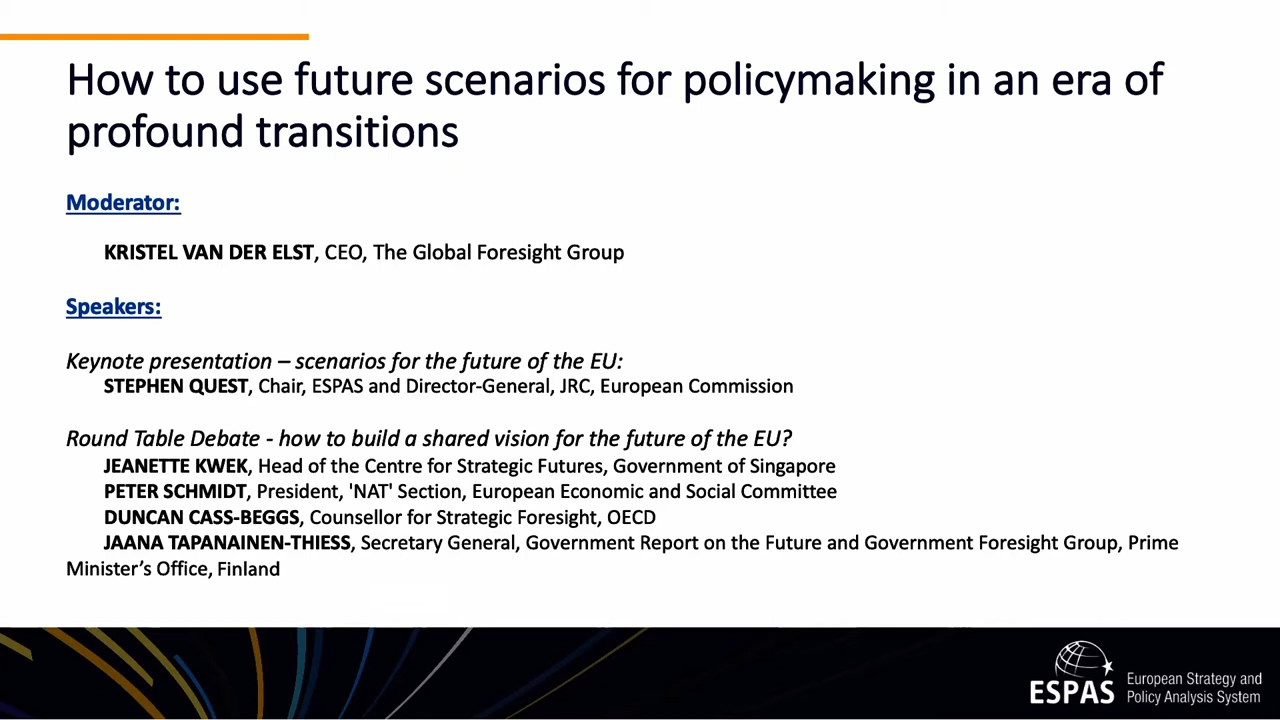 How to use future scenarios for policymaking in an era of
profound transitions
Moderator:
KRISTEL VAN DER ELST, CEO, The Global Foresight Group
Speakers:
Keynote presentation – scenarios for the future of the EU:
STEPHEN QUEST, Chair, ESPAS and Director-General, JRC, European Commission
Round Table Debate - how to build a shared vision for the future of the EU?
JEANETTE KWEK, Head of the Centre for Strategic Futures, Government of Singapore
PETER SCHMIDT, President, 'NAT' Section, European Economic and Social Committee
DUNCAN CASS-BEGGS, Counsellor for Strategic Foresight, OECD
JAANA TAPANAINEN-THIESS, Secretary General, Government Report on the Future and Government Foresight Group, Prime
Minister’s Office, Finland
ESPAS
European Strategy and
Policy Analysis System